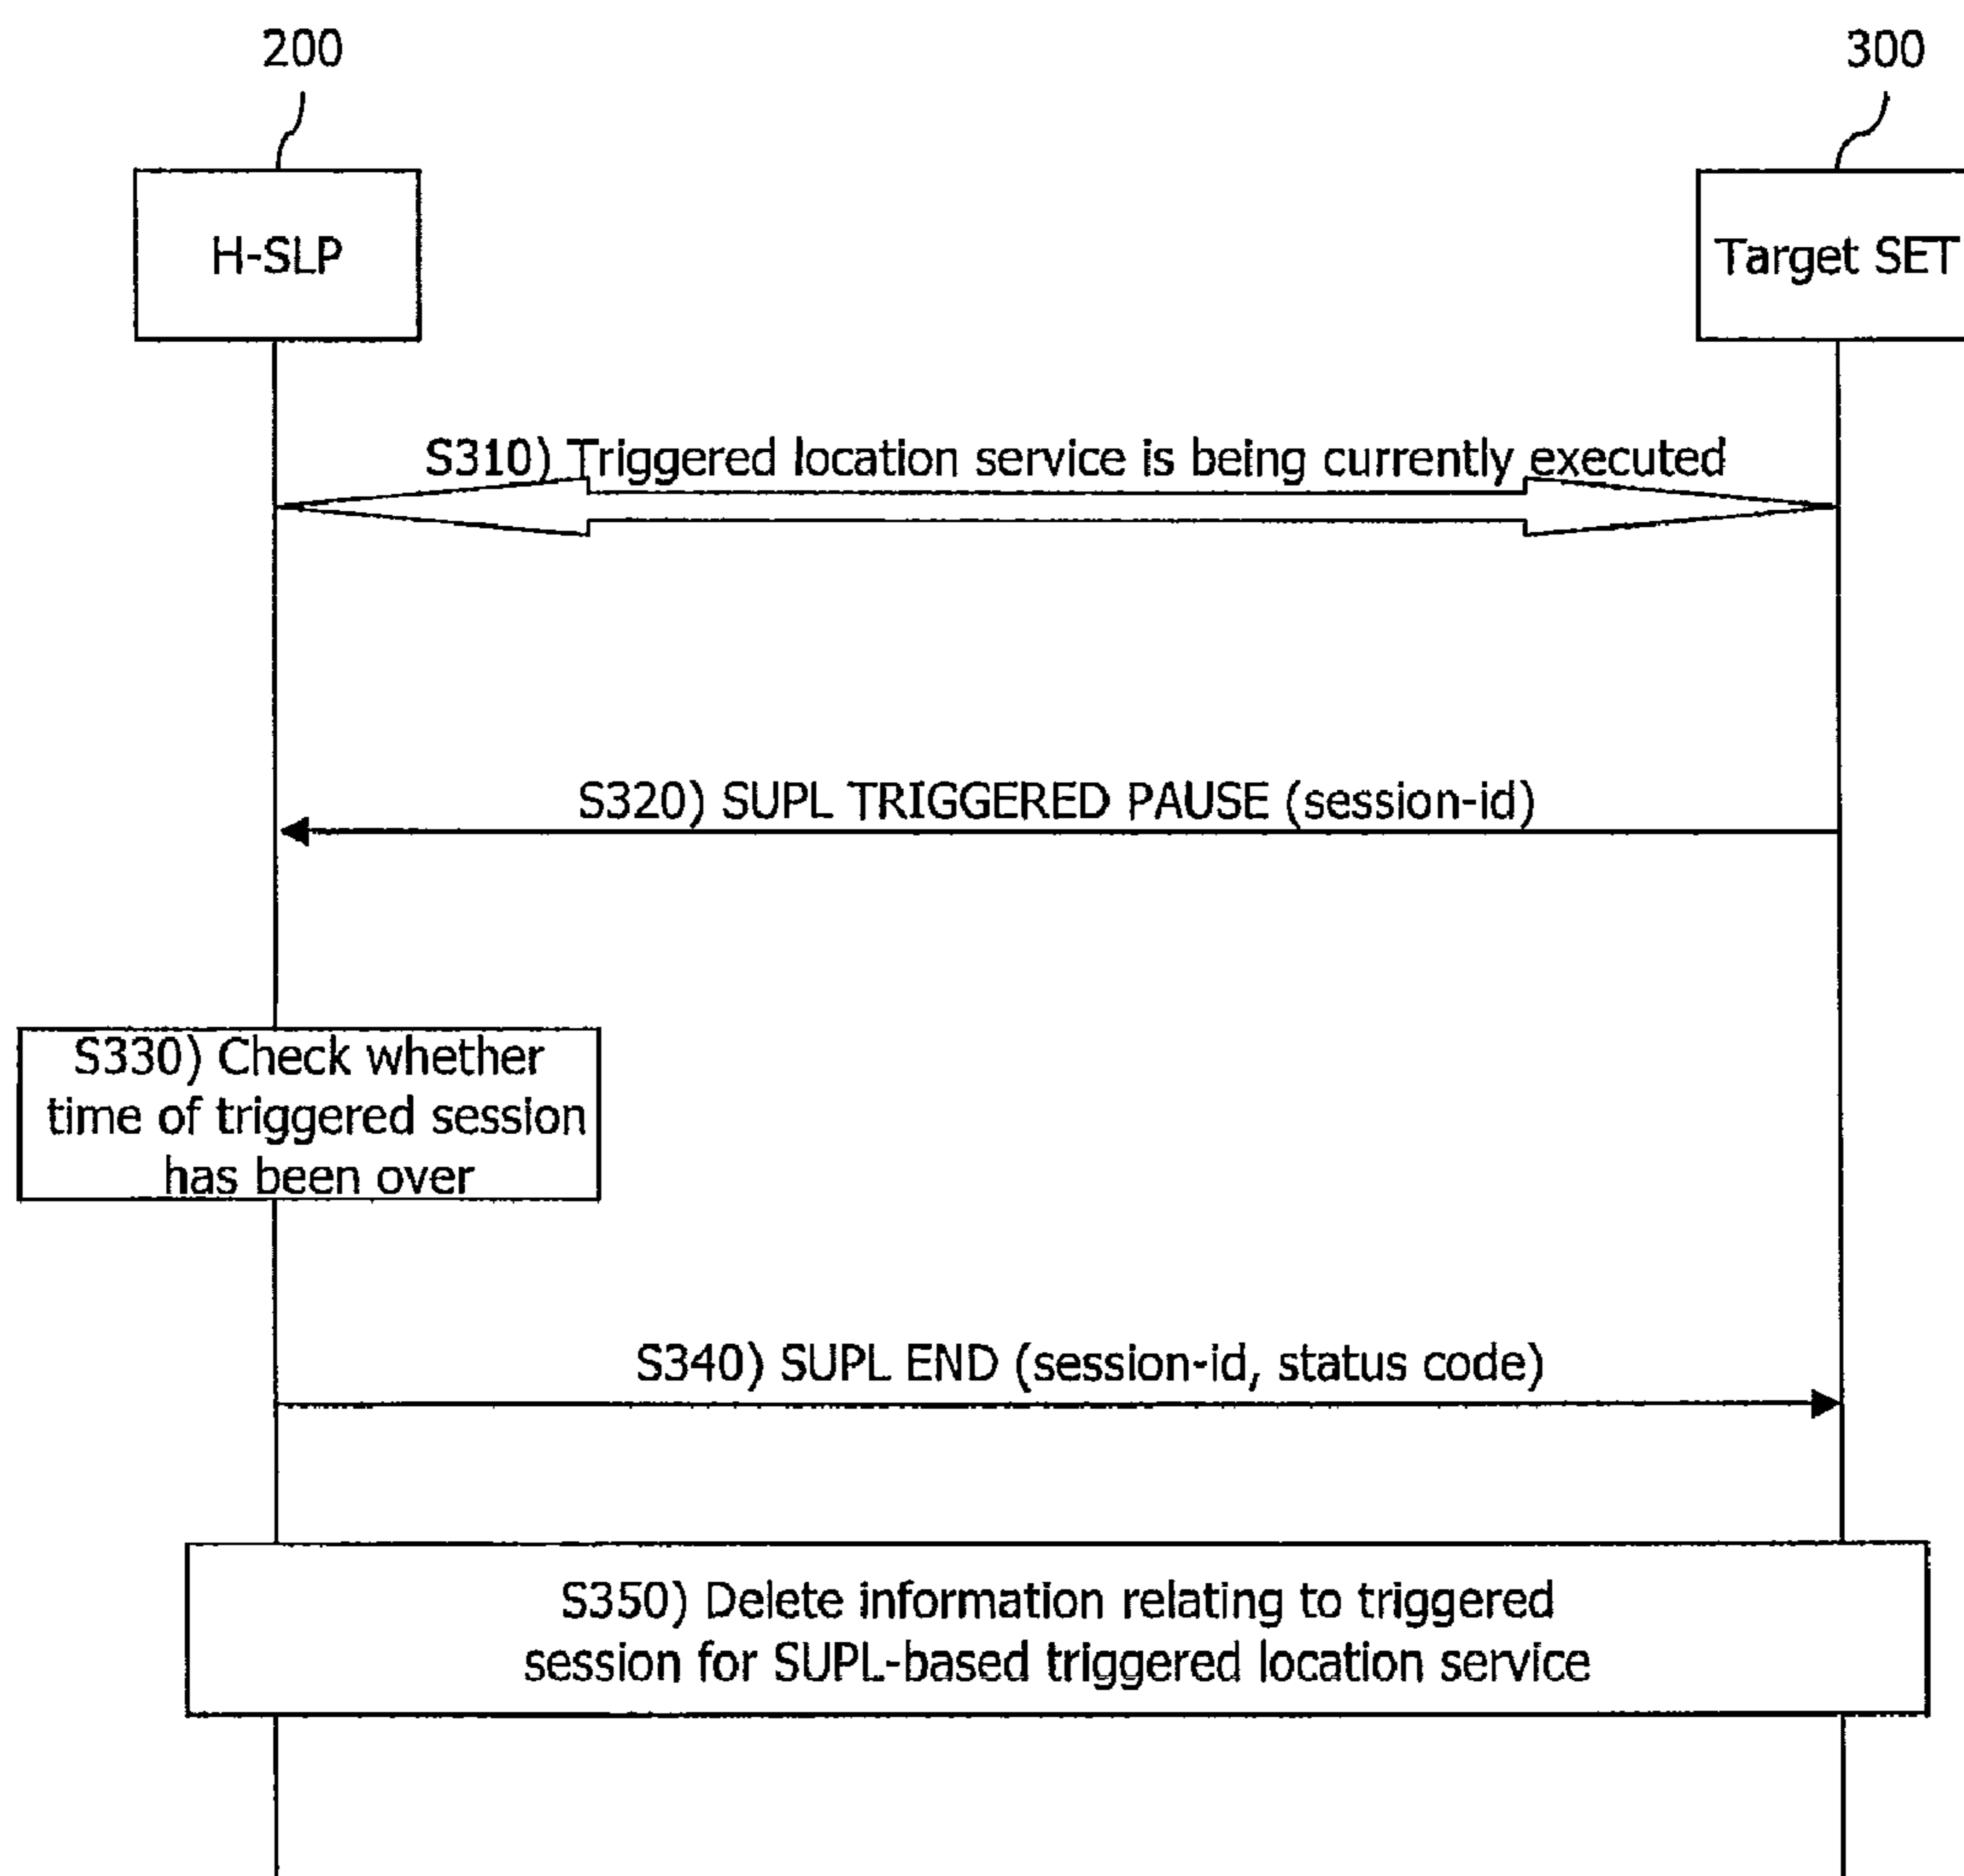 200
300
H-SLP
Target SET
S310) Triggered location service is being currently executed
S320) SUPL TRIGGERED PAUSE (session-id)
S330) Check whether
time of triggered session
has been over
S340) SUPL END (session-id, status code)
S350) Delete information relating to triggered
session for SUPL-based triggered location service